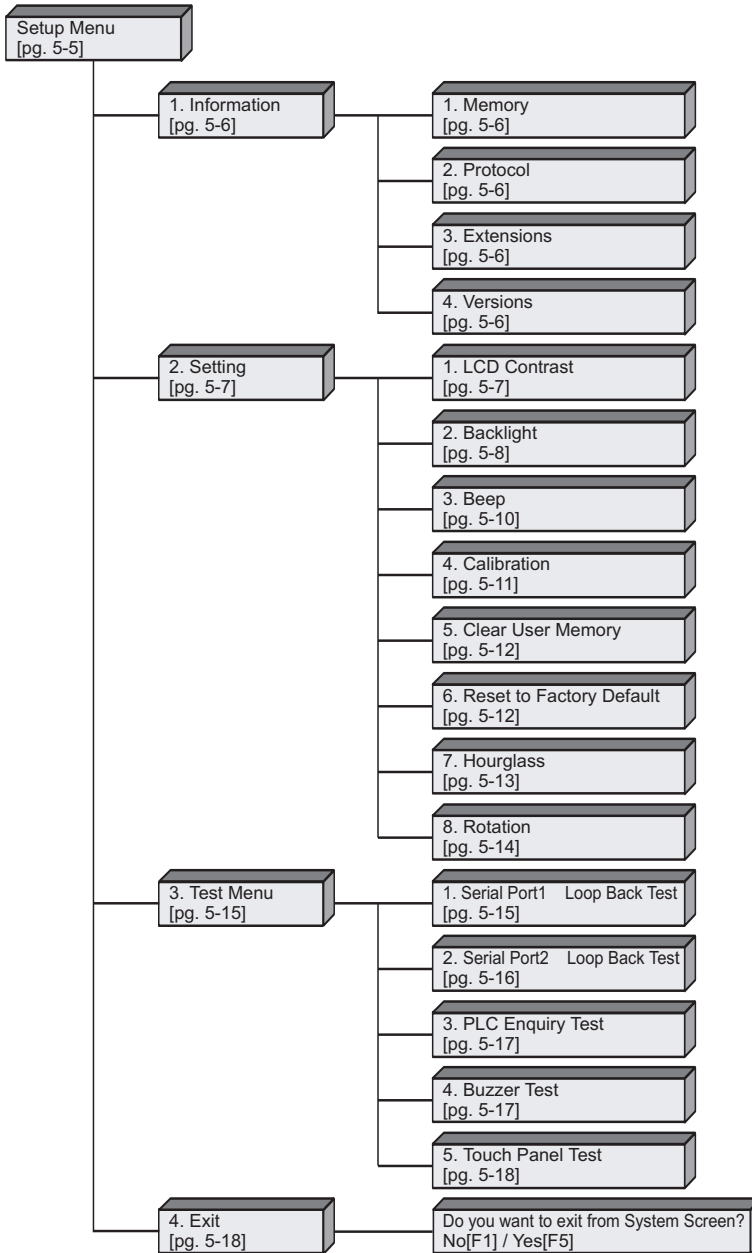 Setup Menu
[pg. 5-5]
1. Information
[pg. 5-6]
1. Memory
[pg. 5-6]
2. Protocol
[pg. 5-6]
3. Extensions
[pg. 5-6]
4. Versions
[pg. 5-6]
2. Setting
[pg. 5-7]
1. LCD Contrast
[pg. 5-7]
2. Backlight
[pg. 5-8]
3. Beep
[pg. 5-10]
4. Calibration
[pg. 5-11]
5. Clear User Memory
[pg. 5-12]
6. Reset to Factory Default
[pg. 5-12]
7. Hourglass
[pg. 5-13]
8. Rotation
[pg. 5-14]
3. Test Menu
[pg. 5-15]
1. Serial Port1 Loop Back Test
[pg. 5-15]
2. Serial Port2 Loop Back Test
[pg. 5-16]
3. PLC Enquiry Test
[pg. 5-17]
4. Buzzer Test
[pg. 5-17]
5. Touch Panel Test
[pg. 5-18]
4. Exit
[pg. 5-18]
Do you want to exit from System Screen?
No[F1] / Yes[F5]